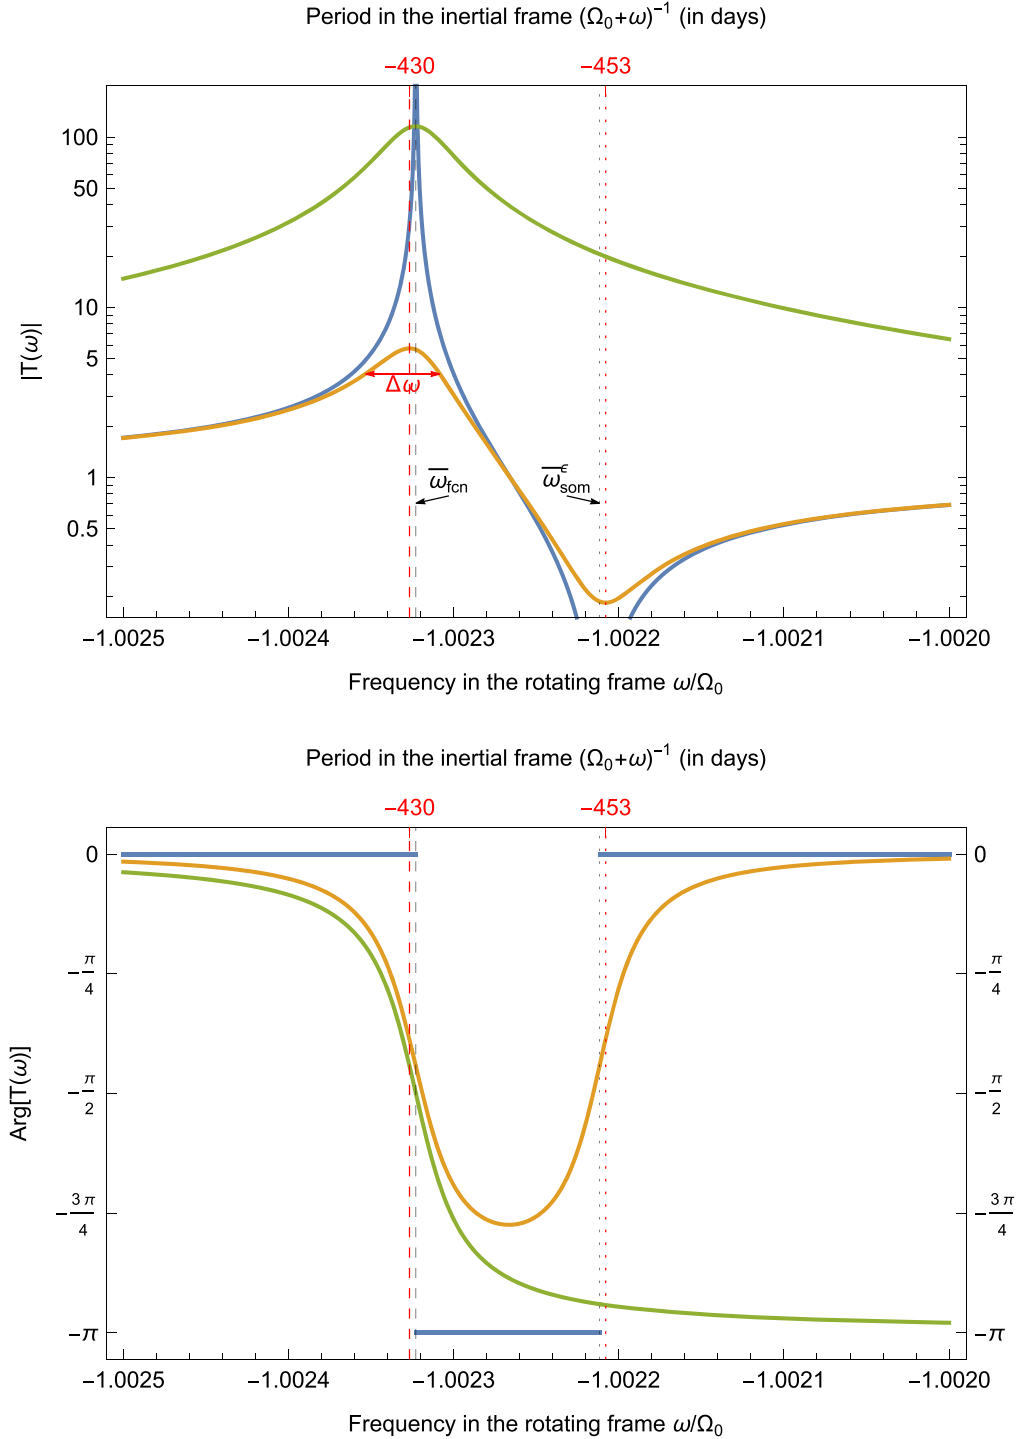 Period in the inertial frame (Ω₀+ω)⁻¹ (in days)
−430 −453
100
50
10
5
1
0.5
|T(ω)|
Δω
ω̅fcn
ω̅som^ϵ
−1.0025 −1.0024 −1.0023 −1.0022 −1.0021 −1.0020
Frequency in the rotating frame ω/Ω₀
Period in the inertial frame (Ω₀+ω)⁻¹ (in days)
−430 −453
0 0
−π/4 −π/4
−π/2 −π/2
−3π/4 −3π/4
−π −π
Arg[T(ω)]
−1.0025 −1.0024 −1.0023 −1.0022 −1.0021 −1.0020
Frequency in the rotating frame ω/Ω₀